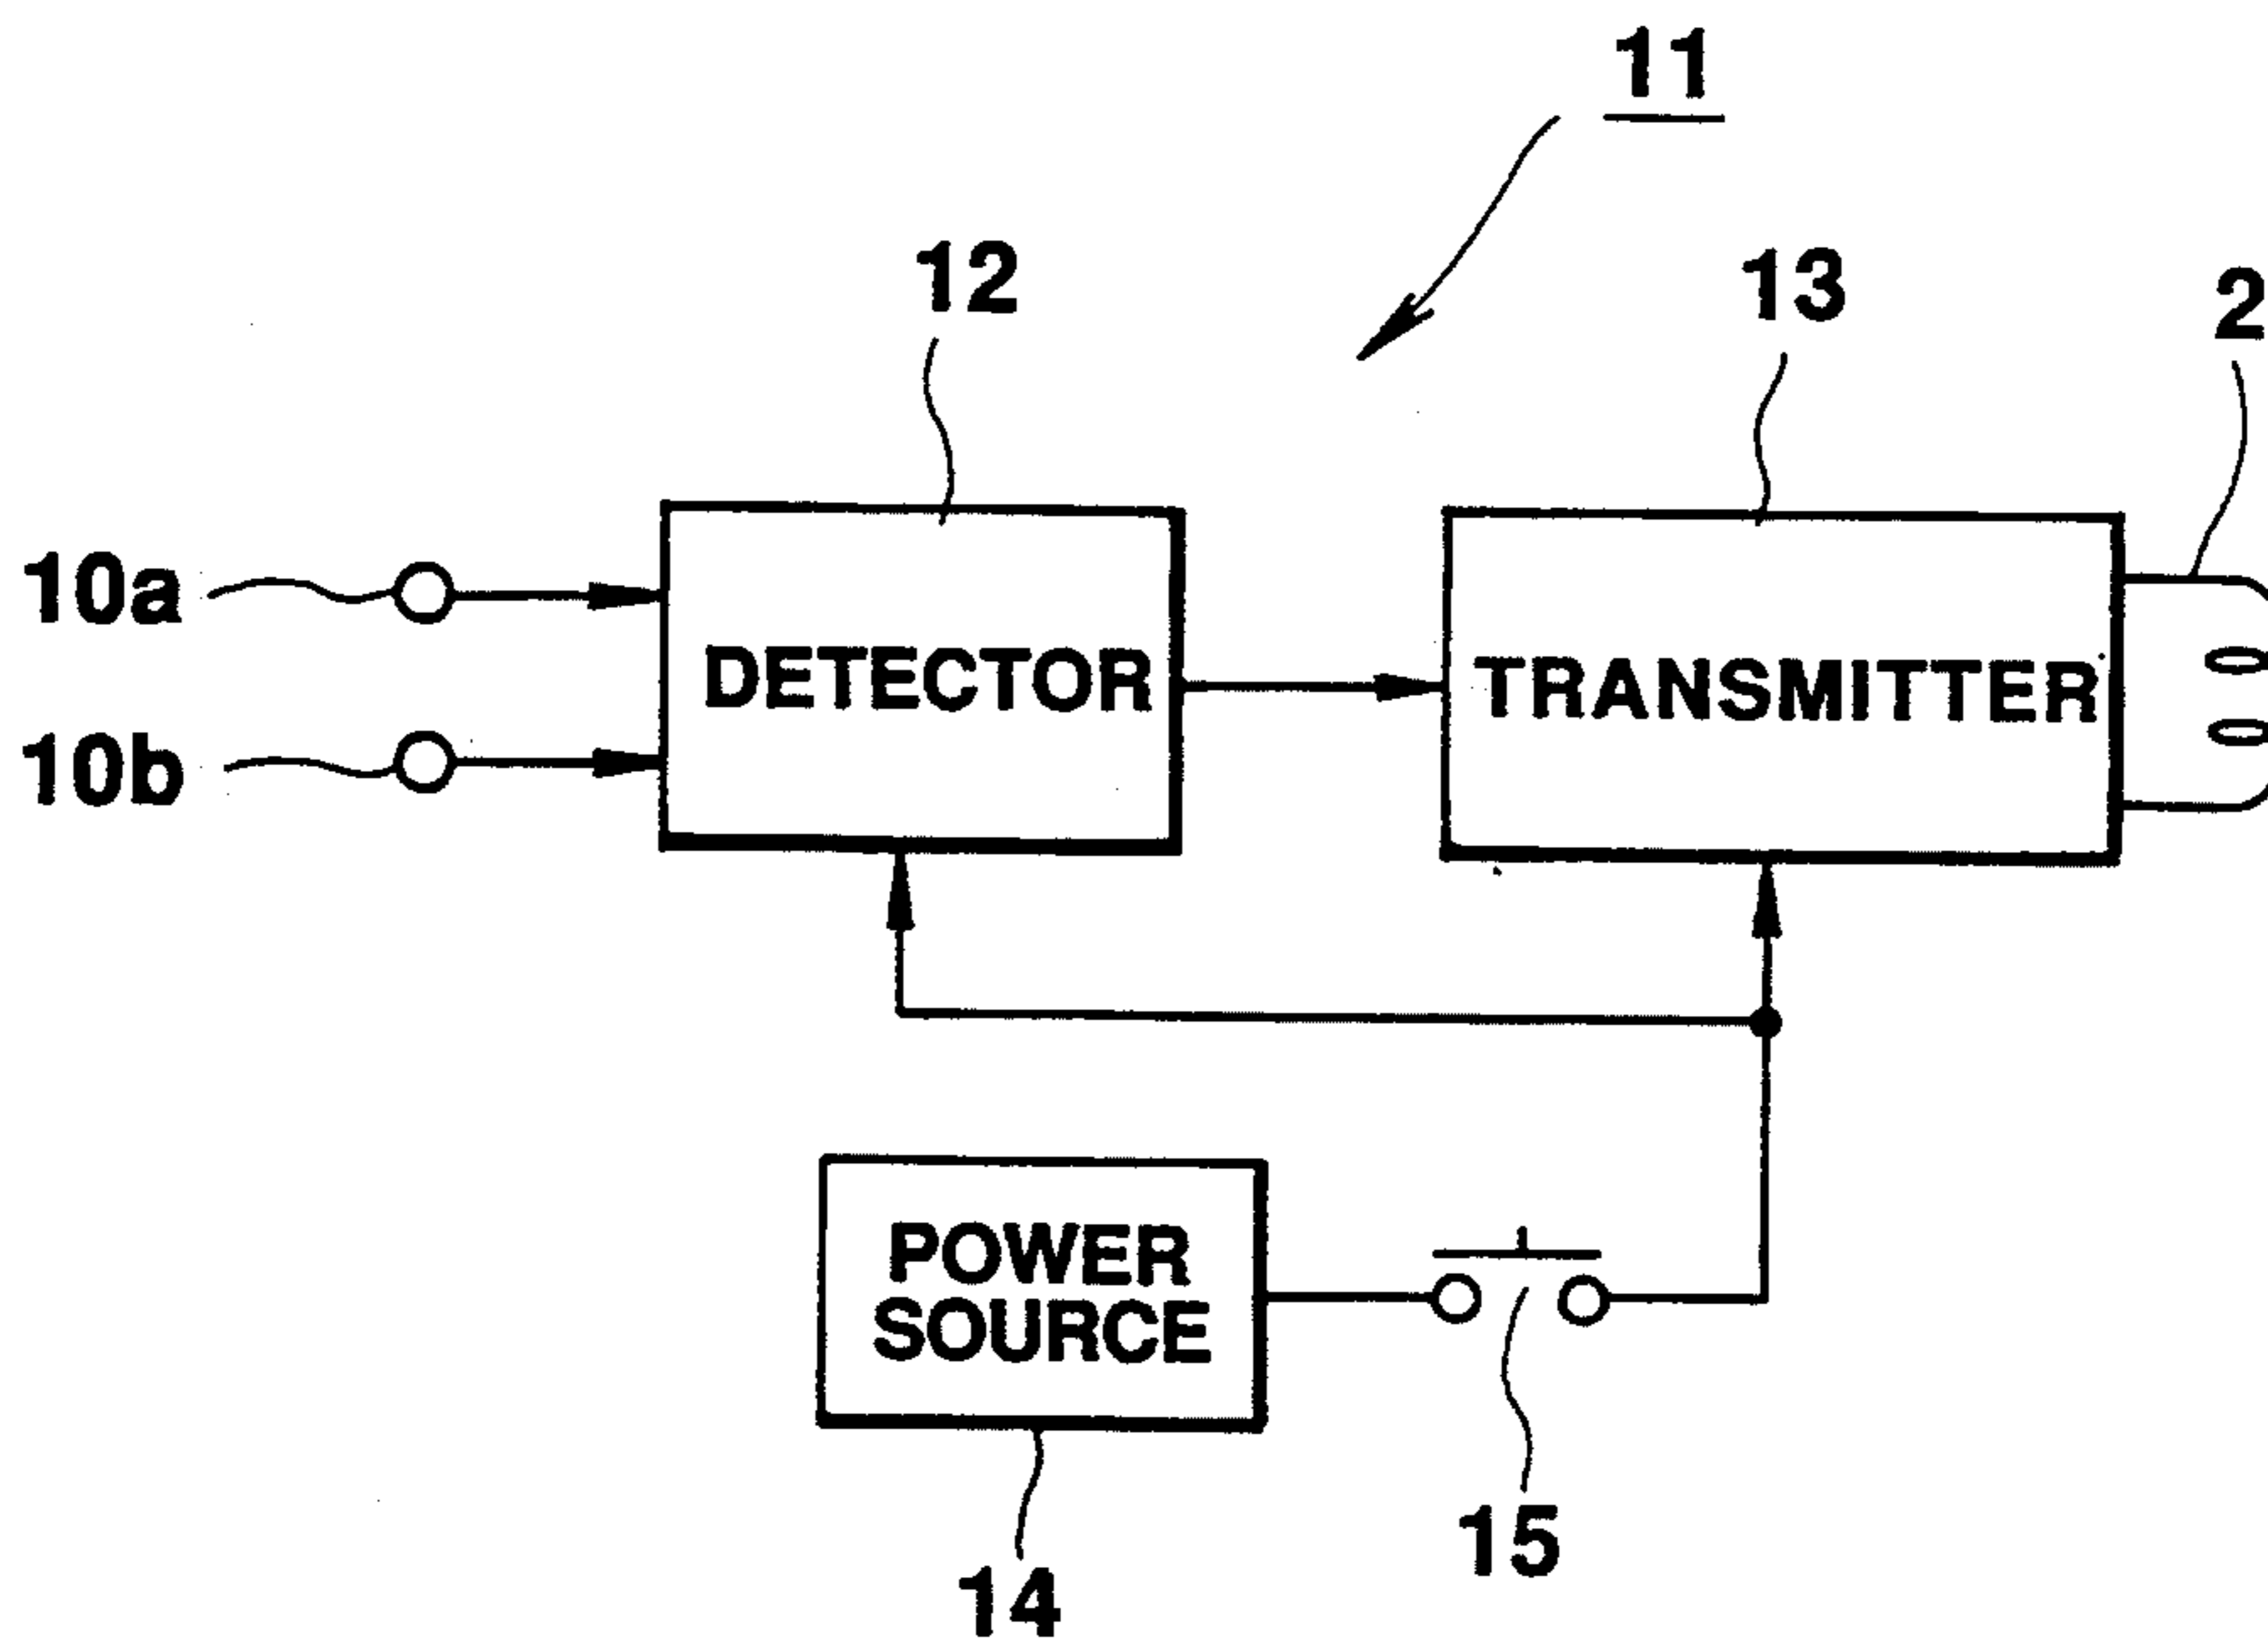 11
12
13
2
10a
DETECTOR
TRANSMITTER
10b
POWER
SOURCE
15
14